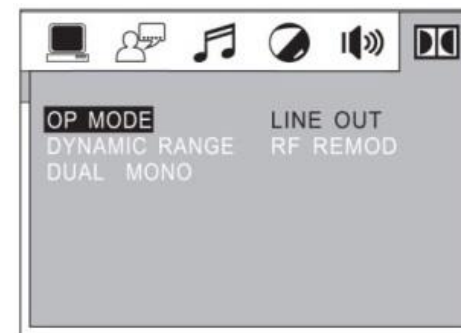 OP MODE LINE OUT
DYNAMIC RANGE RF REMOD
DUAL MONO